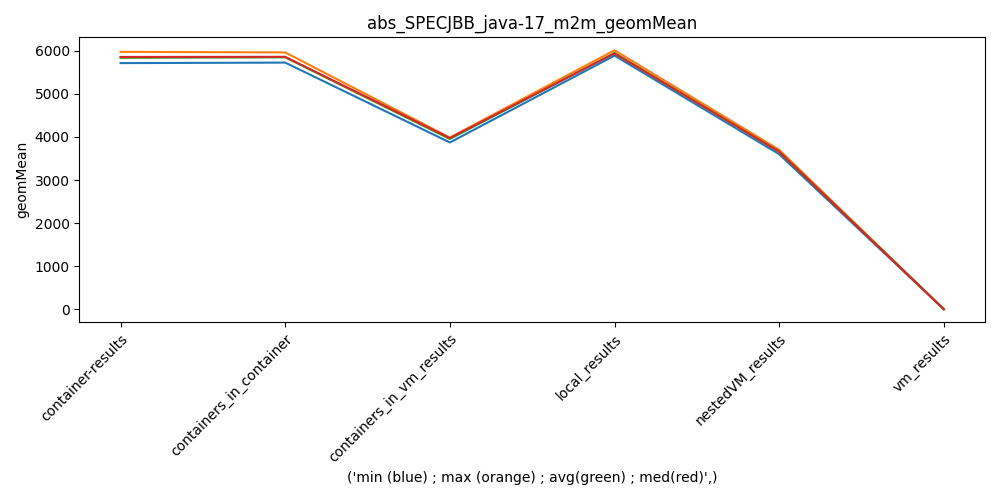 abs_SPECJBB_java-17_m2m_geomMean
geomMean
6000
5000
4000
3000
2000
1000
0
container-results
containers_in_container
containers_in_vm_results
local_results
nestedVM_results
vm_results
('min (blue) ; max (orange) ; avg(green) ; med(red)',)